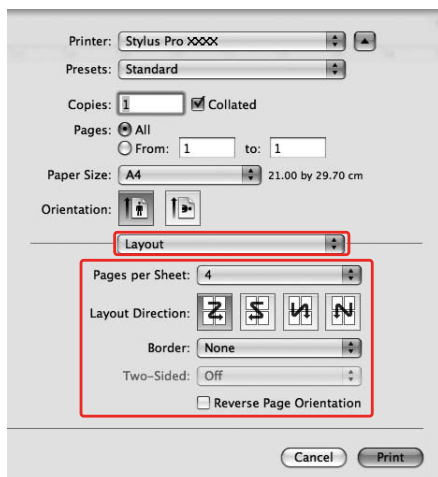 Printer: Stylus Pro XXXX
Presets: Standard
Copies: 1 Collated
Pages: All
From: 1 to: 1
Paper Size: A4 21.00 by 29.70 cm
Orientation:
Layout
Pages per Sheet: 4
Layout Direction:
Border: None
Two-Sided: Off
Reverse Page Orientation
Cancel Print